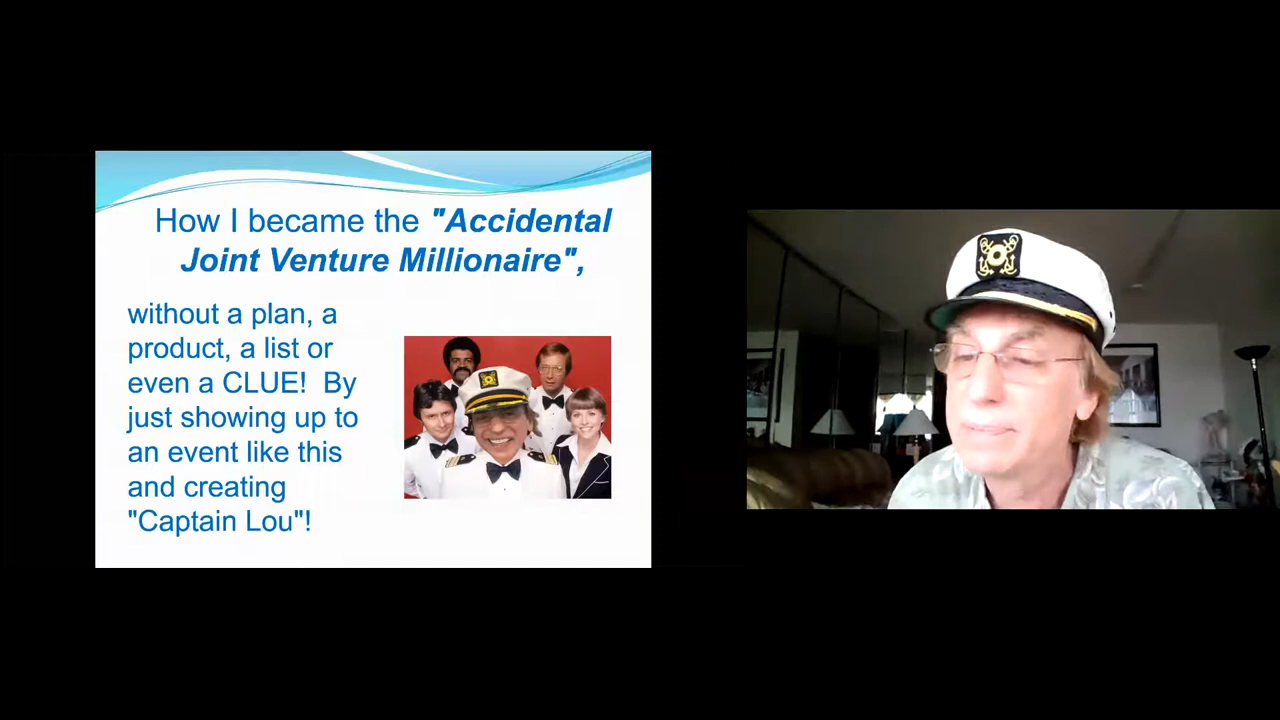 How I became the "Accidental
Joint Venture Millionaire",
without a plan, a
product, a list or
even a CLUE!  By
just showing up to
an event like this
and creating
"Captain Lou"!